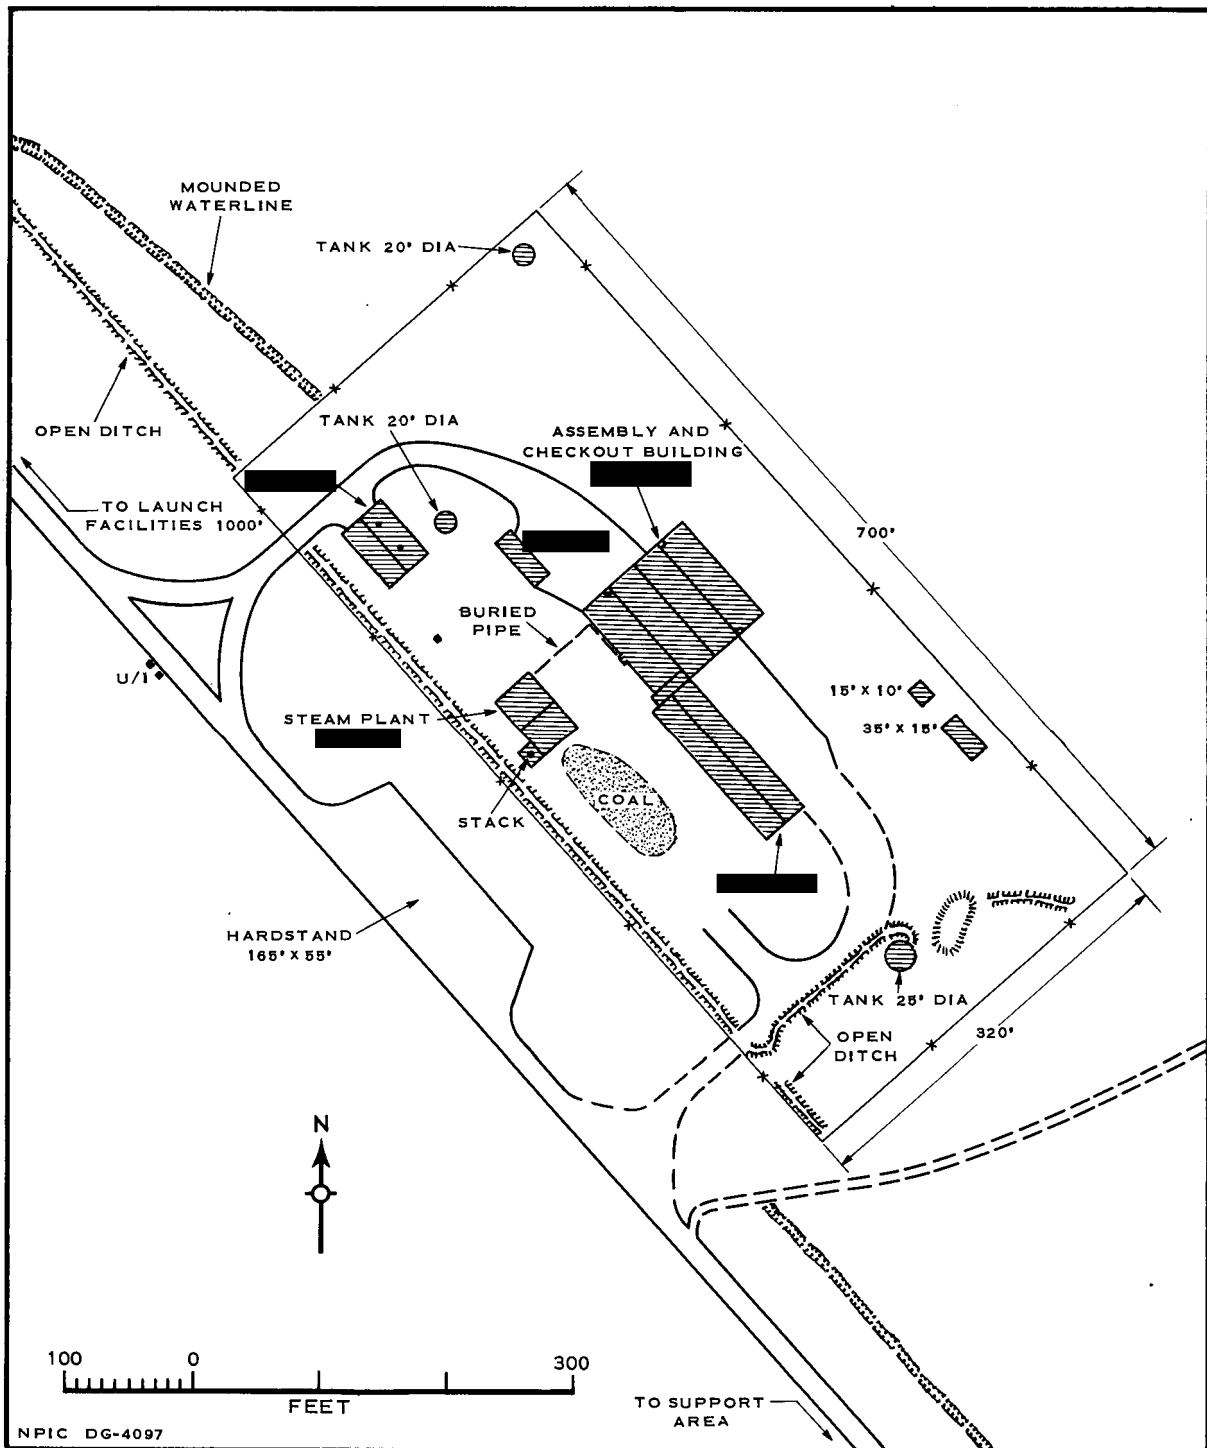 MOUNDED
WATERLINE
TANK 20' DIA
OPEN DITCH
TANK 20' DIA
ASSEMBLY AND
CHECKOUT BUILDING
TO LAUNCH
FACILITIES 1000'
700'
BURIED
PIPE
U/I
15' X 10'
STEAM PLANT
35' X 15'
COAL
STACK
HARDSTAND
165' X 55'
TANK 25' DIA
OPEN
DITCH
320'
N
100 0 300
FEET
TO SUPPORT
AREA
NPIC DG-4097